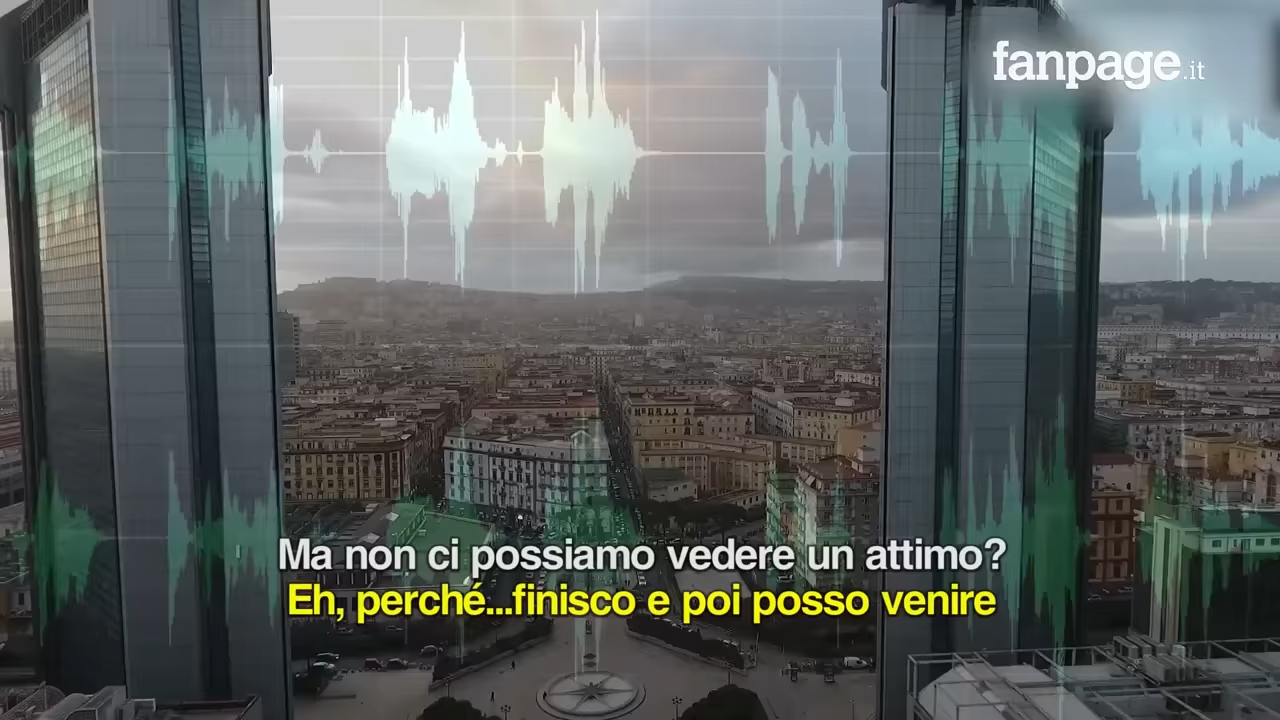 fanpage.it
Ma non ci possiamo vedere un attimo?
Eh, perché...finisco e poi posso venire